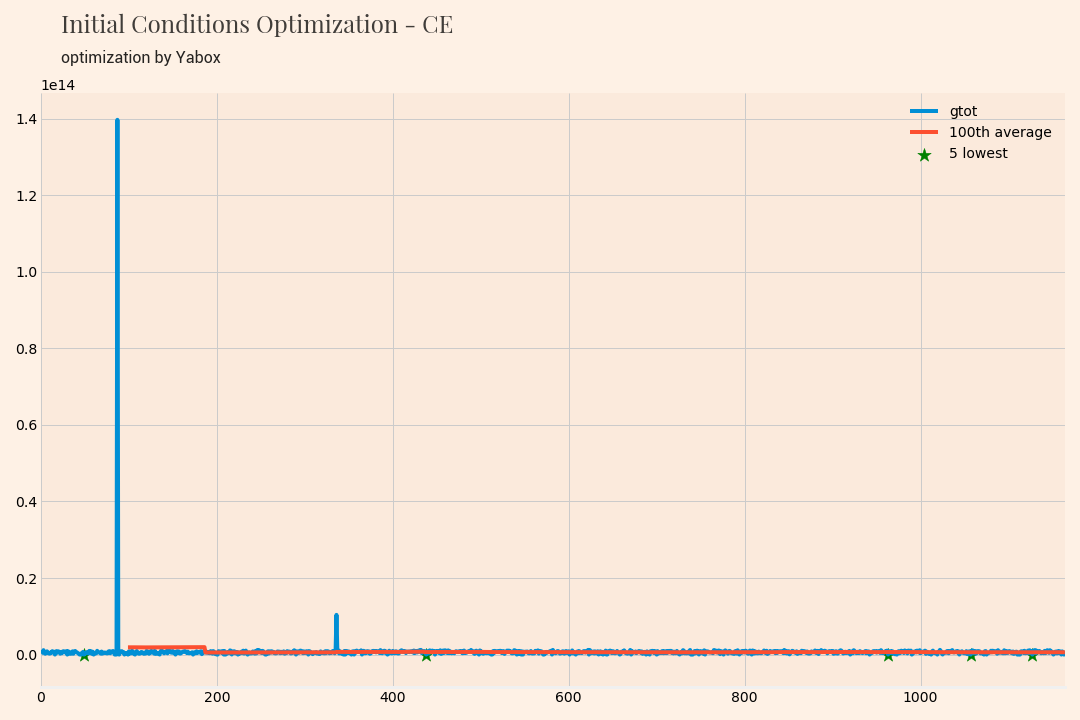 Initial Conditions Optimization - CE
optimization by Yabox
1e14
gtot
100th average
5 lowest
1.4
1.2
1.0
0.8
0.6
0.4
0.2
0.0
0 200 400 600 800 1000